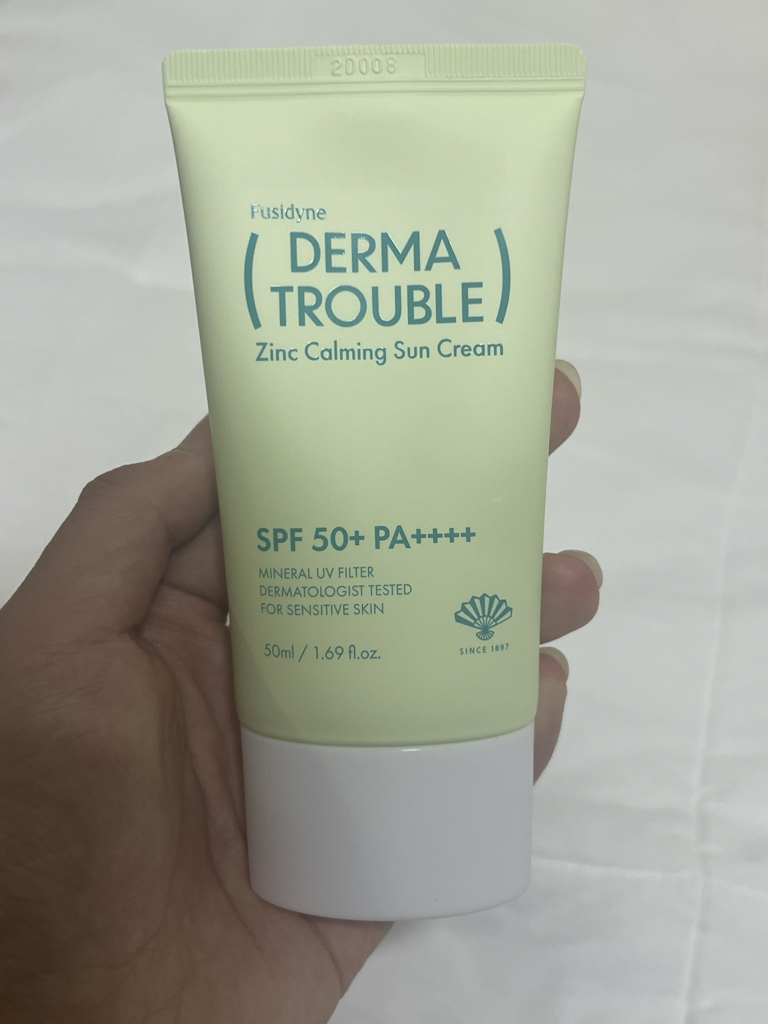 20008
Fusidyne
( DERMA
TROUBLE )
Zinc Calming Sun Cream
SPF 50+ PA++++
MINERAL UV FILTER
DERMATOLOGIST TESTED
FOR SENSITIVE SKIN
50ml / 1.69 fl.oz.
SINCE 1897